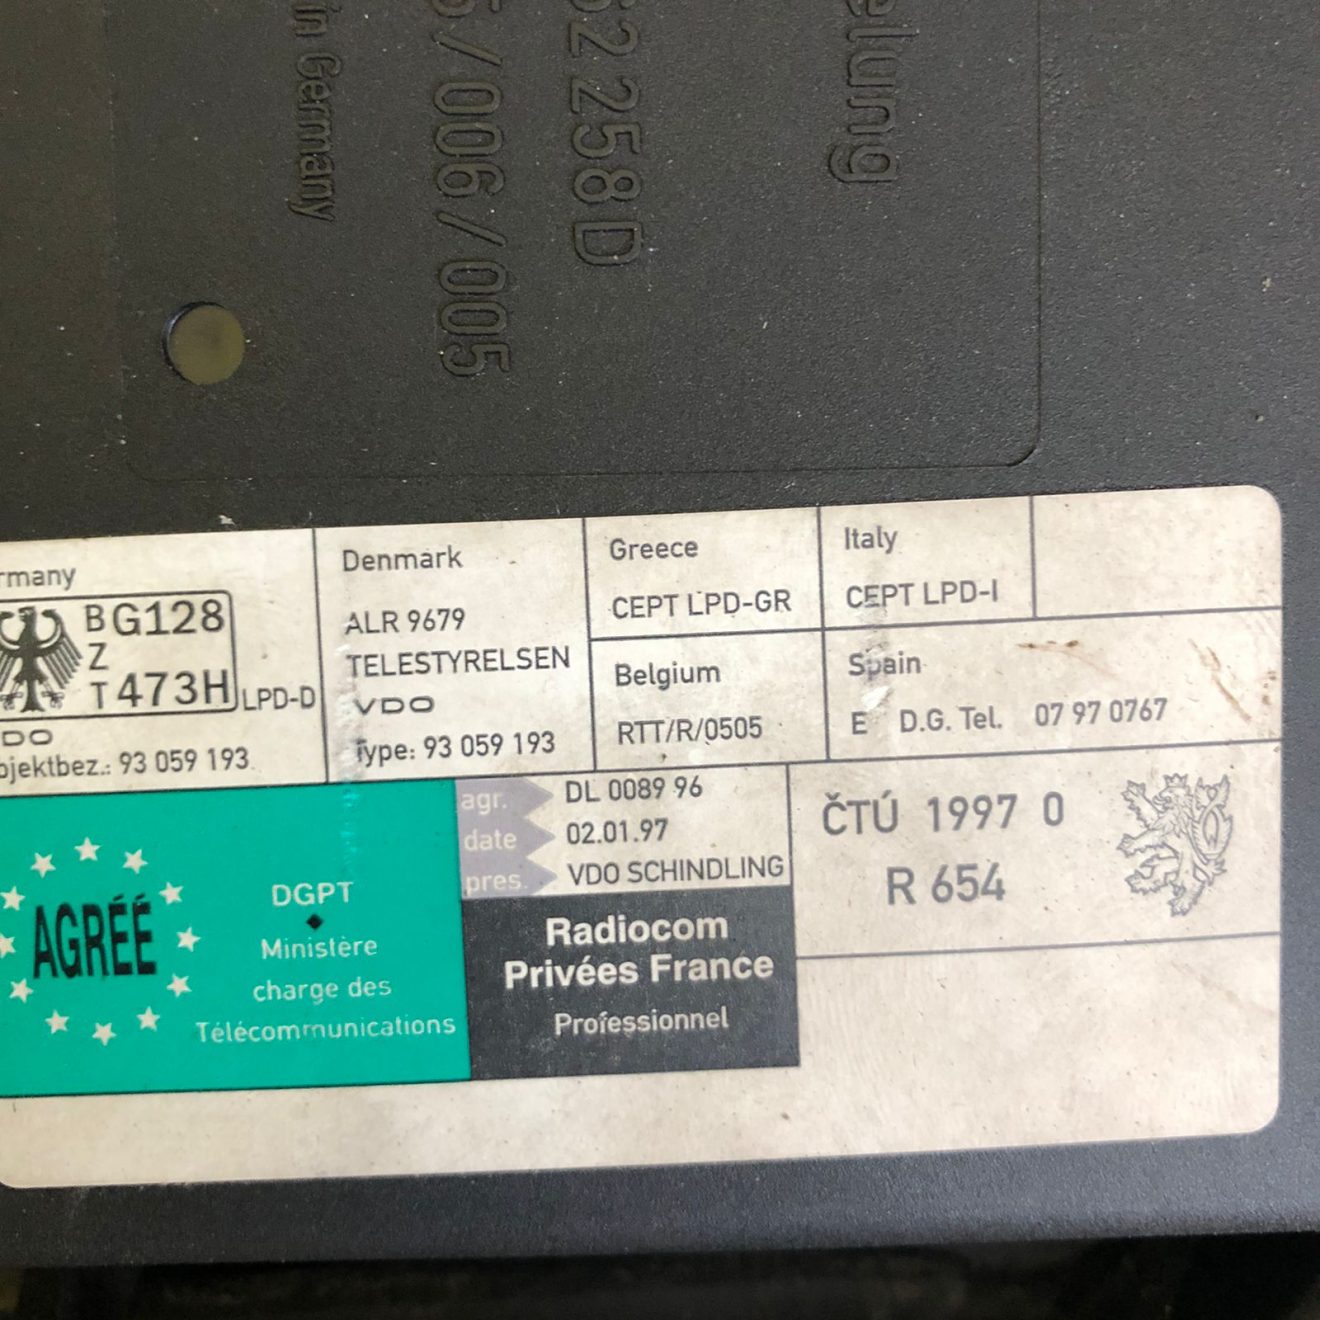 elung
62 258 D
5/006/005
in Germany
rmany
BG128
Z
T473H
LPD-D
DO
bjektbez.: 93 059 193
Denmark
ALR 9679
TELESTYRELSEN
VDO
Type: 93 059 193
Greece
CEPT LPD-GR
Italy
CEPT LPD-I
Belgium
RTT/R/0505
Spain
E D.G. Tel. 07 97 0767
AGRÉÉ
DGPT
Ministère
charge des
Télécommunications
agr. DL 0089 96
date 02.01.97
pres. VDO SCHINDLING
Radiocom
Privées France
Professionnel
ČTÚ 1997 0
R 654